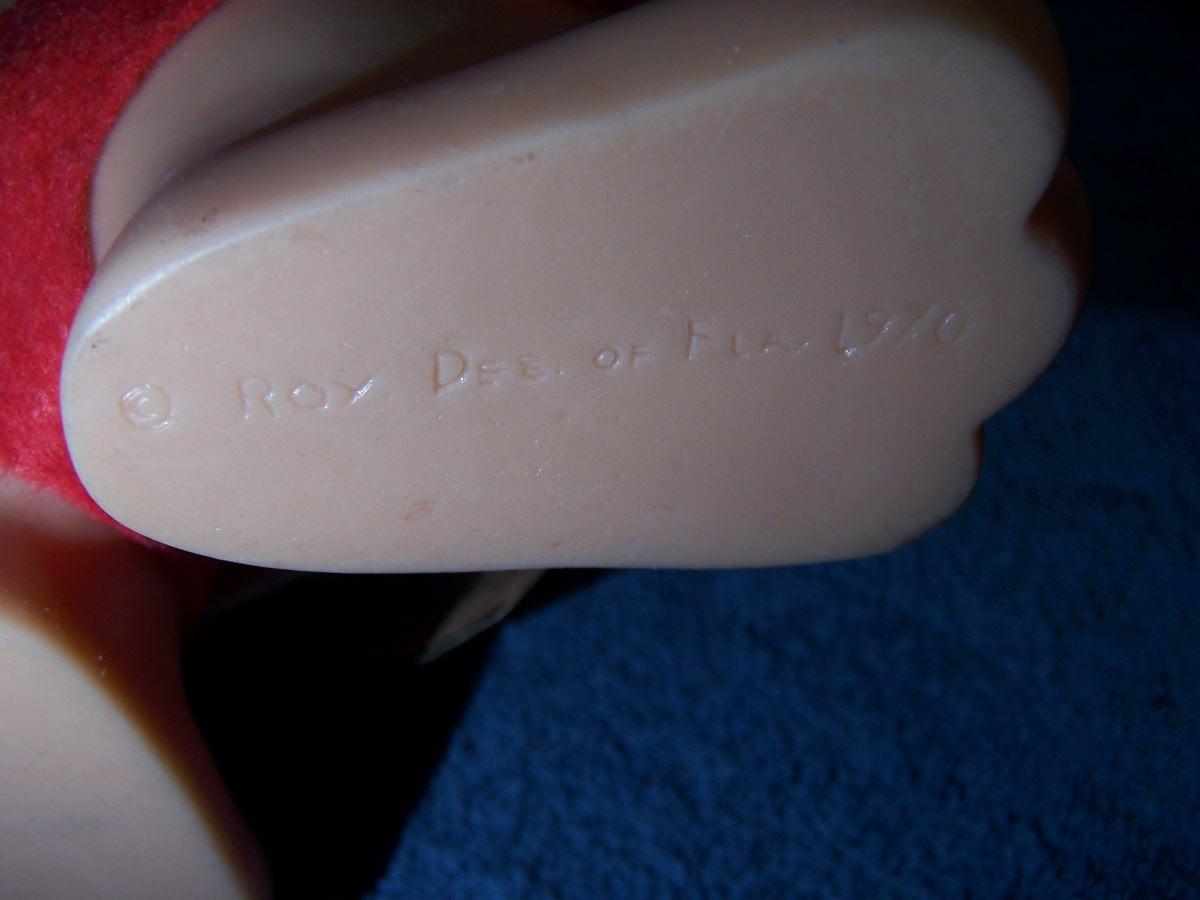 © ROY DES. OF FLA. 1970